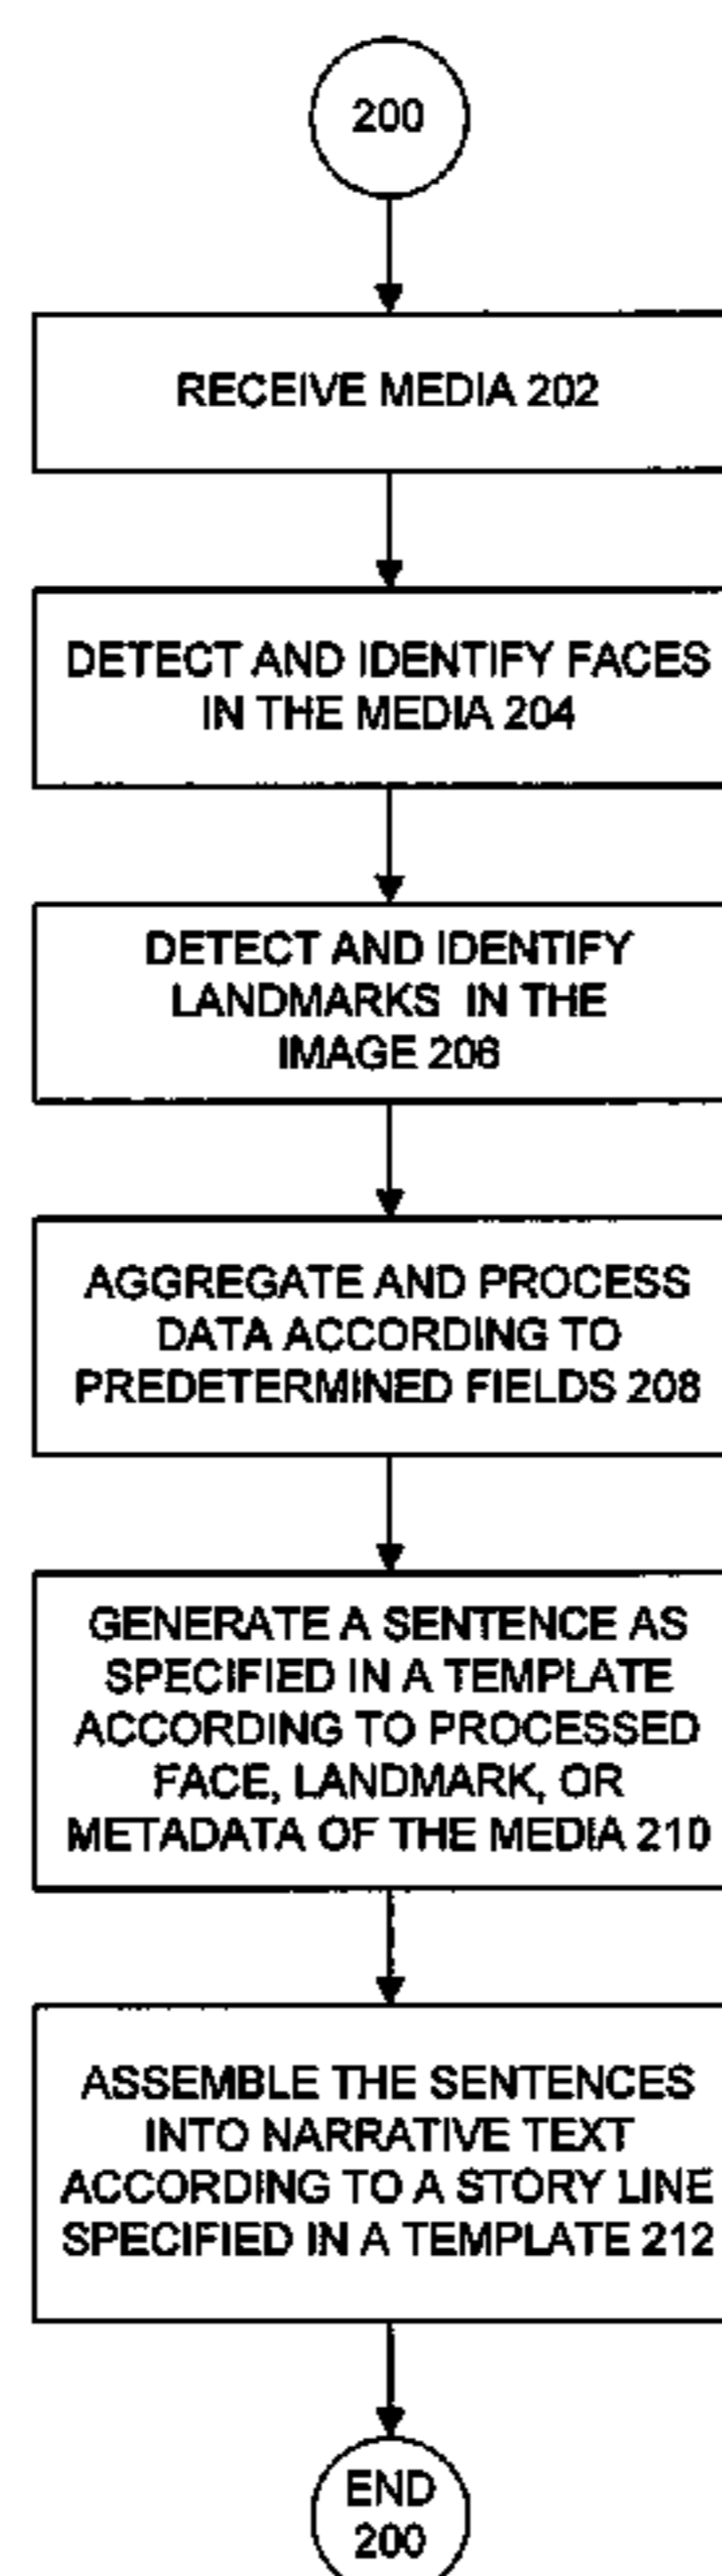 200
RECEIVE MEDIA 202
DETECT AND IDENTIFY FACES
IN THE MEDIA 204
DETECT AND IDENTIFY
LANDMARKS IN THE
IMAGE 206
AGGREGATE AND PROCESS
DATA ACCORDING TO
PREDETERMINED FIELDS 208
GENERATE A SENTENCE AS
SPECIFIED IN A TEMPLATE
ACCORDING TO PROCESSED
FACE, LANDMARK, OR
METADATA OF THE MEDIA 210
ASSEMBLE THE SENTENCES
INTO NARRATIVE TEXT
ACCORDING TO A STORY LINE
SPECIFIED IN A TEMPLATE 212
END
200